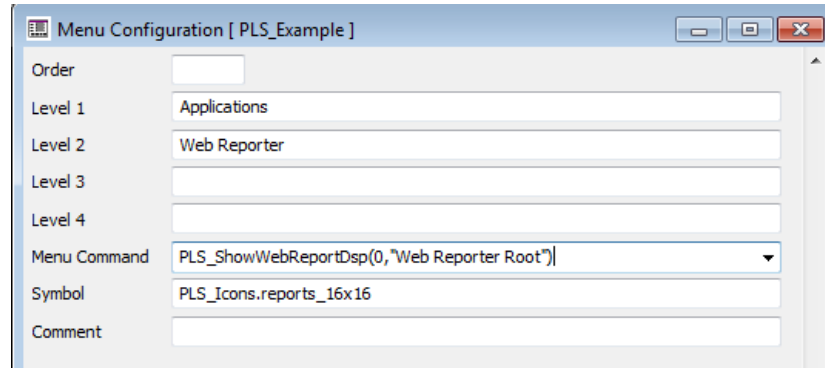 Menu Configuration [ PLS_Example ]
Order
Level 1 Applications
Level 2 Web Reporter
Level 3
Level 4
Menu Command PLS_ShowWebReportDsp(0,"Web Reporter Root")
Symbol PLS_Icons.reports_16x16
Comment